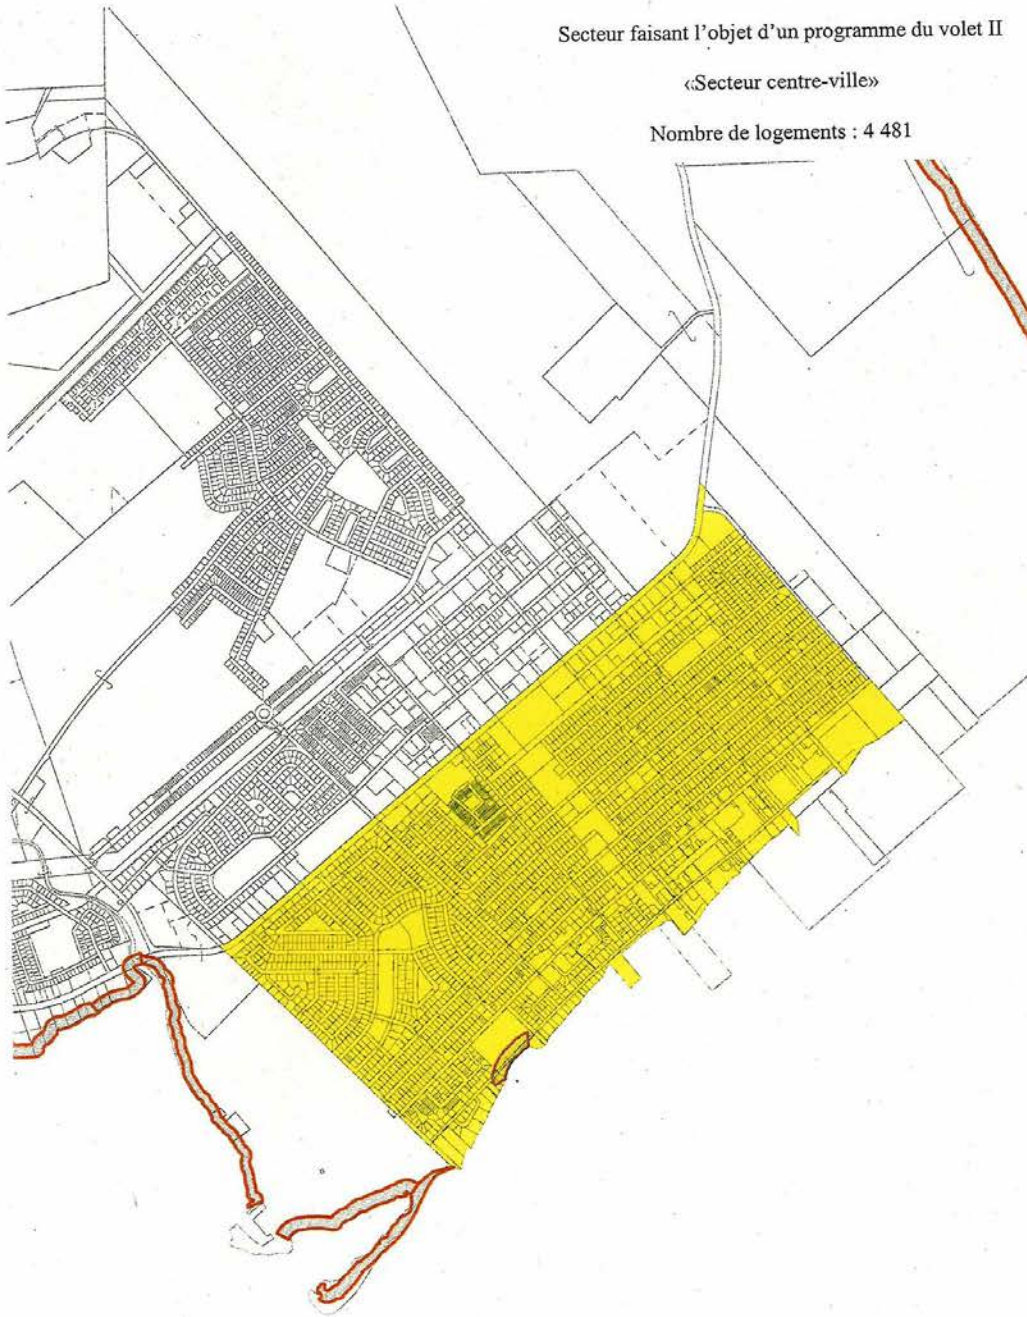 Secteur faisant l'objet d'un programme du volet II
«Secteur centre-ville»
Nombre de logements : 4 481